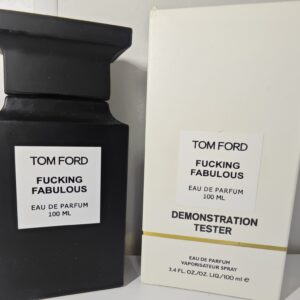 TOM FORD
FUCKING
FABULOUS
EAU DE PARFUM
100 ML
TOM FORD
FUCKING
FABULOUS
EAU DE PARFUM
100 ML
DEMONSTRATION
TESTER
EAU DE PARFUM
VAPORISATEUR SPRAY
3.4 FL. OZ./OZ. LIQ./100 ml ℮